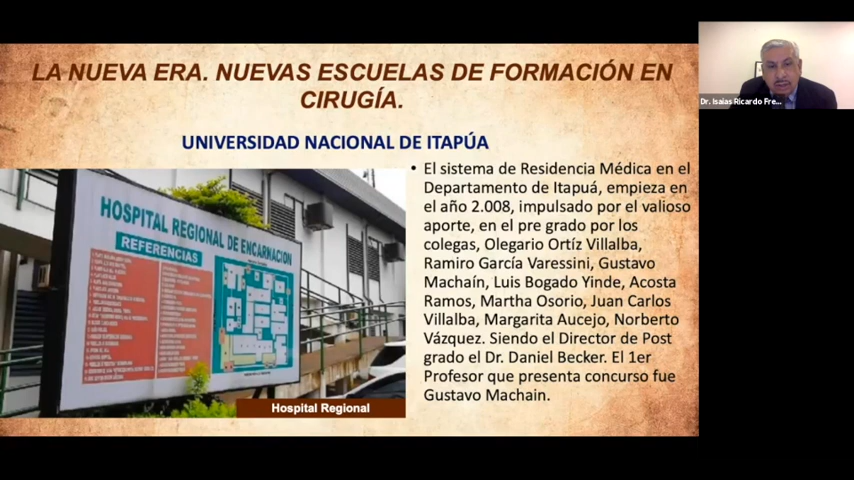 LA NUEVA ERA. NUEVAS ESCUELAS DE FORMACIÓN EN
CIRUGÍA.
UNIVERSIDAD NACIONAL DE ITAPÚA
• El sistema de Residencia Médica en el
Departamento de Itapuá, empieza en
el año 2.008, impulsado por el valioso
aporte, en el pre grado por los
colegas, Olegario Ortíz Villalba,
Ramiro García Varessini, Gustavo
Machaín, Luis Bogado Yinde, Acosta
Ramos, Martha Osorio, Juan Carlos
Villalba, Margarita Aucejo, Norberto
Vázquez. Siendo el Director de Post
grado el Dr. Daniel Becker. El 1er
Profesor que presenta concurso fue
Gustavo Machain.
HOSPITAL REGIONAL DE ENCARNACION
REFERENCIAS
Hospital Regional
Dr. Isaias Ricardo Fre...